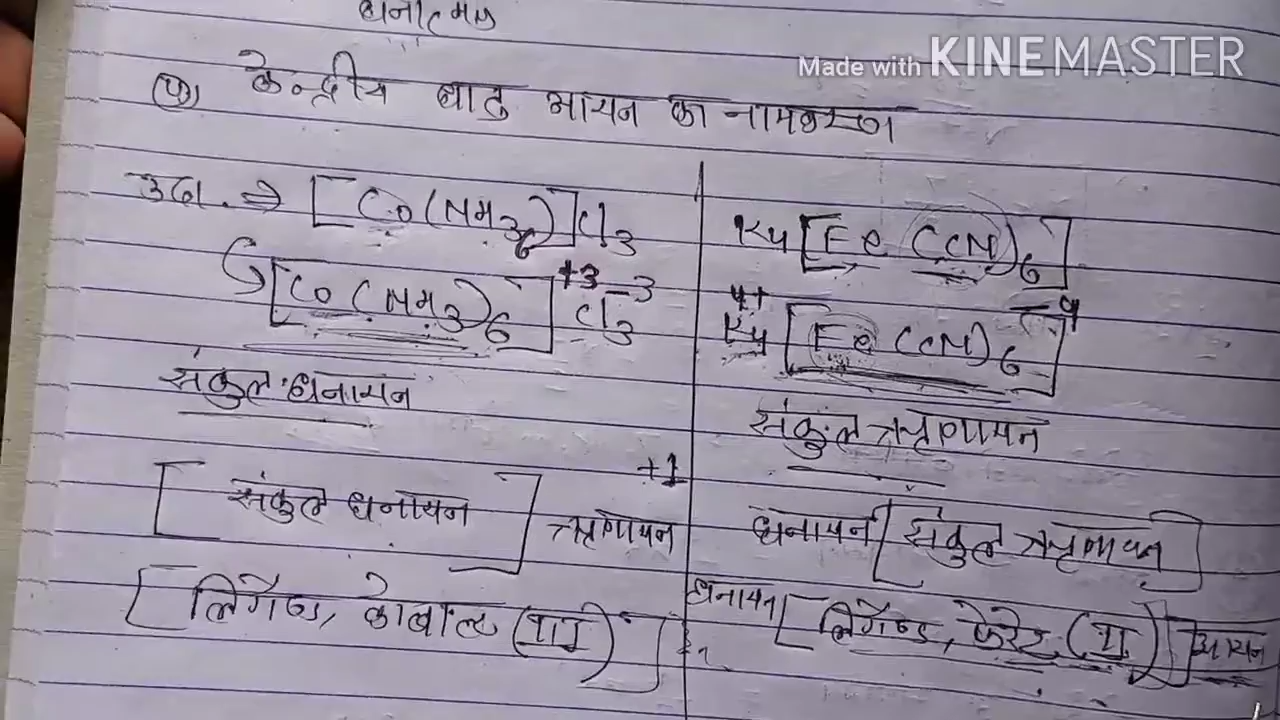 धनात्मक
Made with KINEMASTER
(4) केन्द्रीय धातु आयन का नामकरण
उदा. ⇒ [Co(NH3)6]Cl3
K4[Fe(CN)6]
[Co(NH3)6]+3 Cl3-3
K4 4+ [Fe(CN)6]-4
संकुल धनायन
संकुल ऋणायन
[संकुल धनायन] ऋणायन
+1
धनायन [संकुल ऋणायन]
[लिगैण्ड, कोबाल्ट (III)]
धनायन [लिगैण्ड, फेरेट (II)] आयन